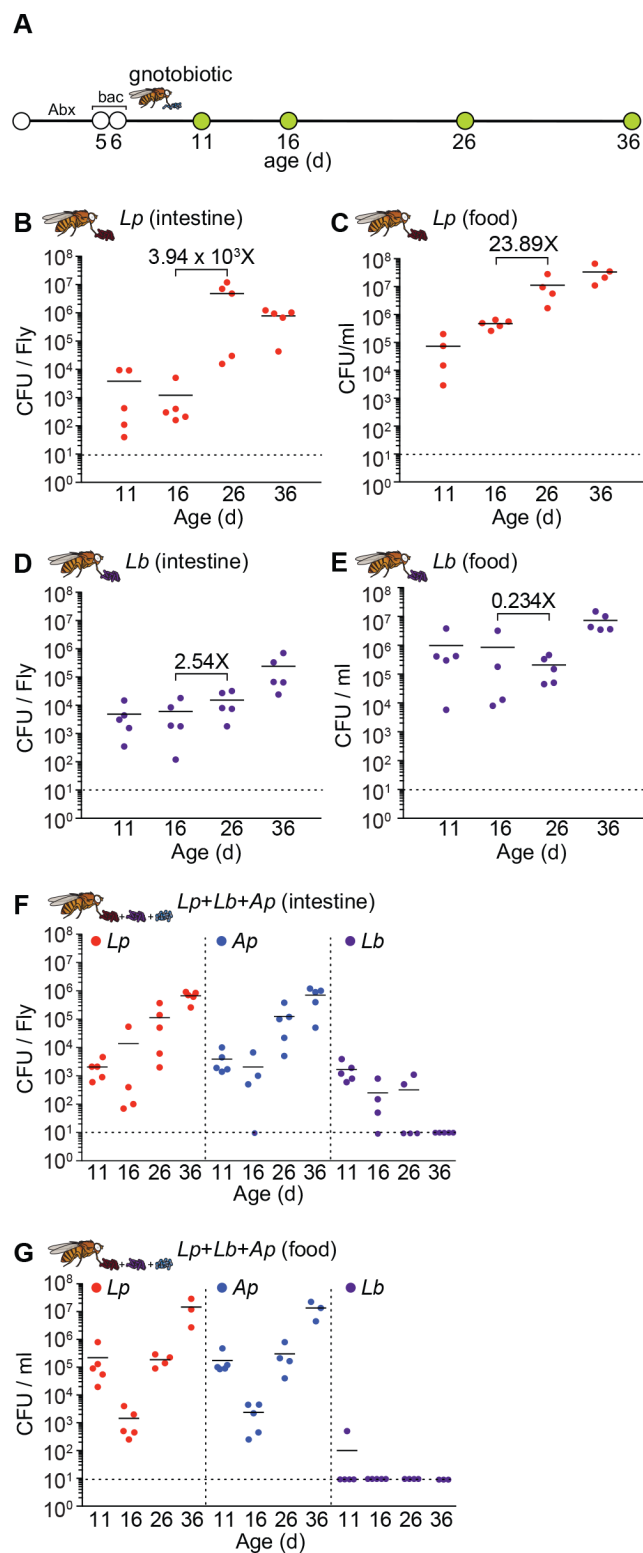 A
gnotobiotic
Abx
bac
5 6 11 16 26 36
age (d)
B
Lp (intestine)
3.94 x 10³X
10⁸
10⁷
10⁶
10⁵
10⁴
10³
10²
10¹
10⁰
CFU / Fly
11 16 26 36
Age (d)
C
Lp (food)
23.89X
10⁸
10⁷
10⁶
10⁵
10⁴
10³
10²
10¹
10⁰
CFU/ml
11 16 26 36
Age (d)
D
Lb (intestine)
2.54X
10⁸
10⁷
10⁶
10⁵
10⁴
10³
10²
10¹
10⁰
CFU / Fly
11 16 26 36
Age (d)
E
Lb (food)
0.234X
10⁸
10⁷
10⁶
10⁵
10⁴
10³
10²
10¹
10⁰
CFU / ml
11 16 26 36
Age (d)
F
+ +
Lp+Lb+Ap (intestine)
Lp Ap Lb
10⁸
10⁷
10⁶
10⁵
10⁴
10³
10²
10¹
10⁰
CFU / Fly
11 16 26 36 11 16 26 36 11 16 26 36
Age (d)
G
+ +
Lp+Lb+Ap (food)
Lp Ap Lb
10⁸
10⁷
10⁶
10⁵
10⁴
10³
10²
10¹
10⁰
CFU / ml
11 16 26 36 11 16 26 36 11 16 26 36
Age (d)